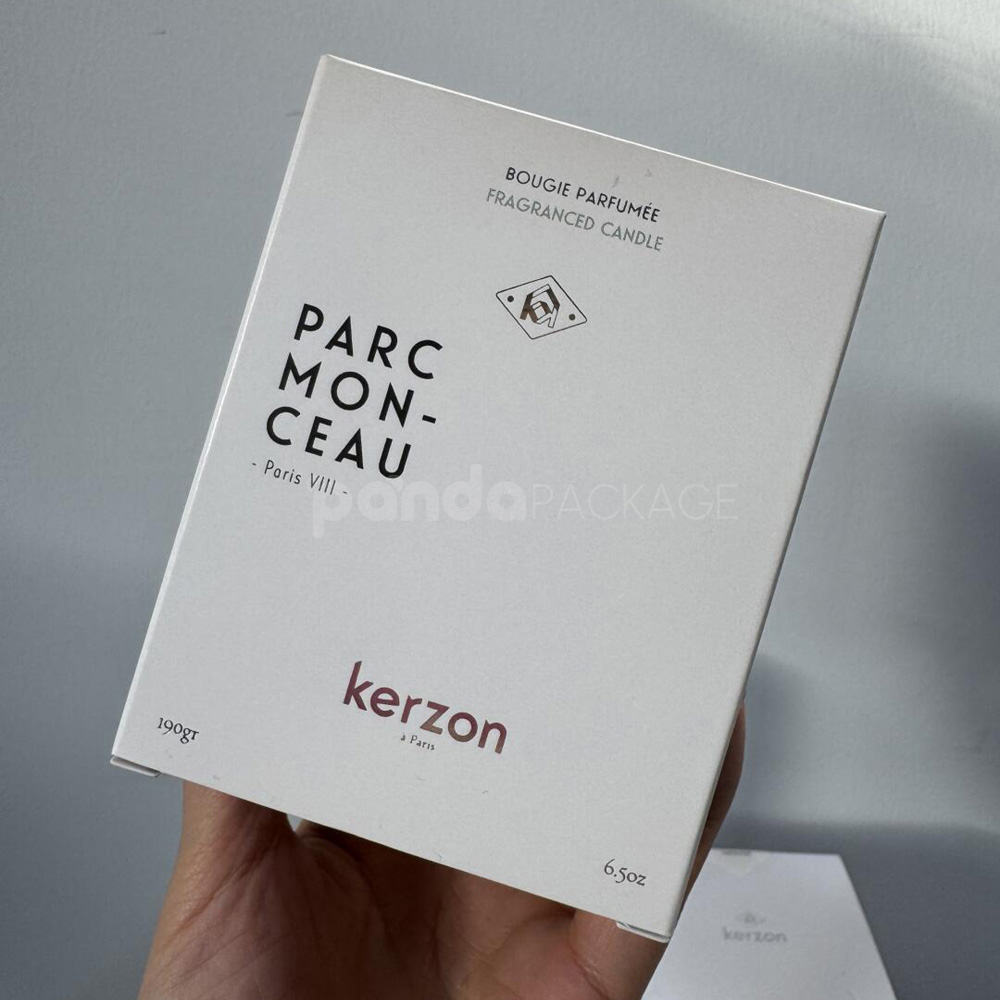 BOUGIE PARFUMÉE
FRAGRANCED CANDLE
PARC
MON-
CEAU
- Paris VIII -
pandaPACKAGE
kerzon
à Paris
190gr
6.5oz
kerzon